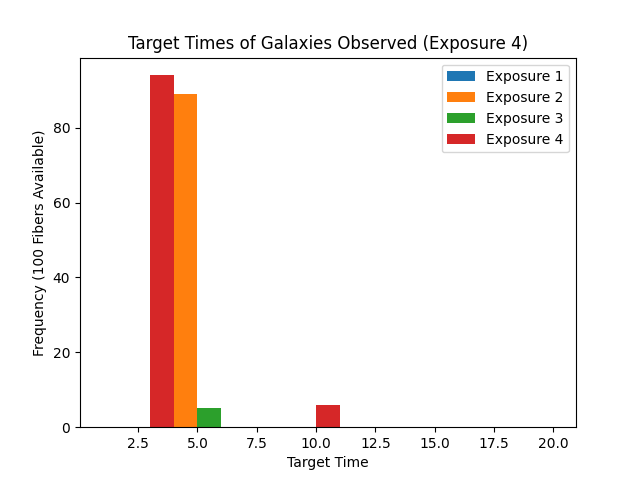 Target Times of Galaxies Observed (Exposure 4)
Exposure 1
Exposure 2
Exposure 3
Exposure 4
Frequency (100 Fibers Available)
80
60
40
20
0
2.5 5.0 7.5 10.0 12.5 15.0 17.5 20.0
Target Time